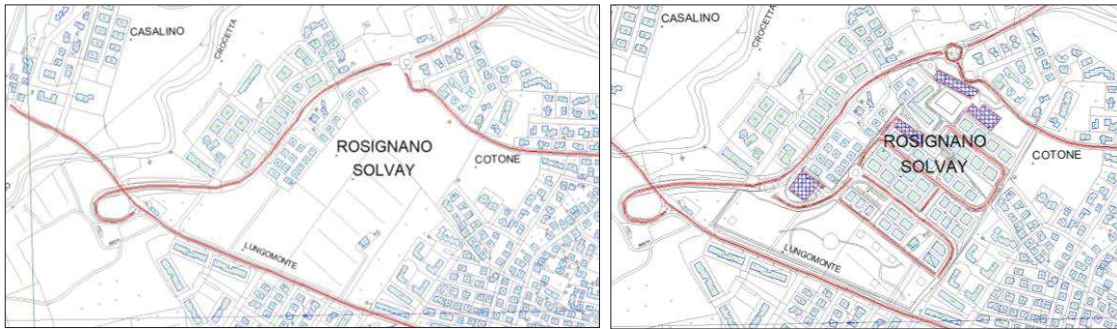 CASALINO
CROCETTA
ROSIGNANO
SOLVAY
COTONE
LUNGOMONTE
CASALINO
CROCETTA
ROSIGNANO
SOLVAY
COTONE
LUNGOMONTE